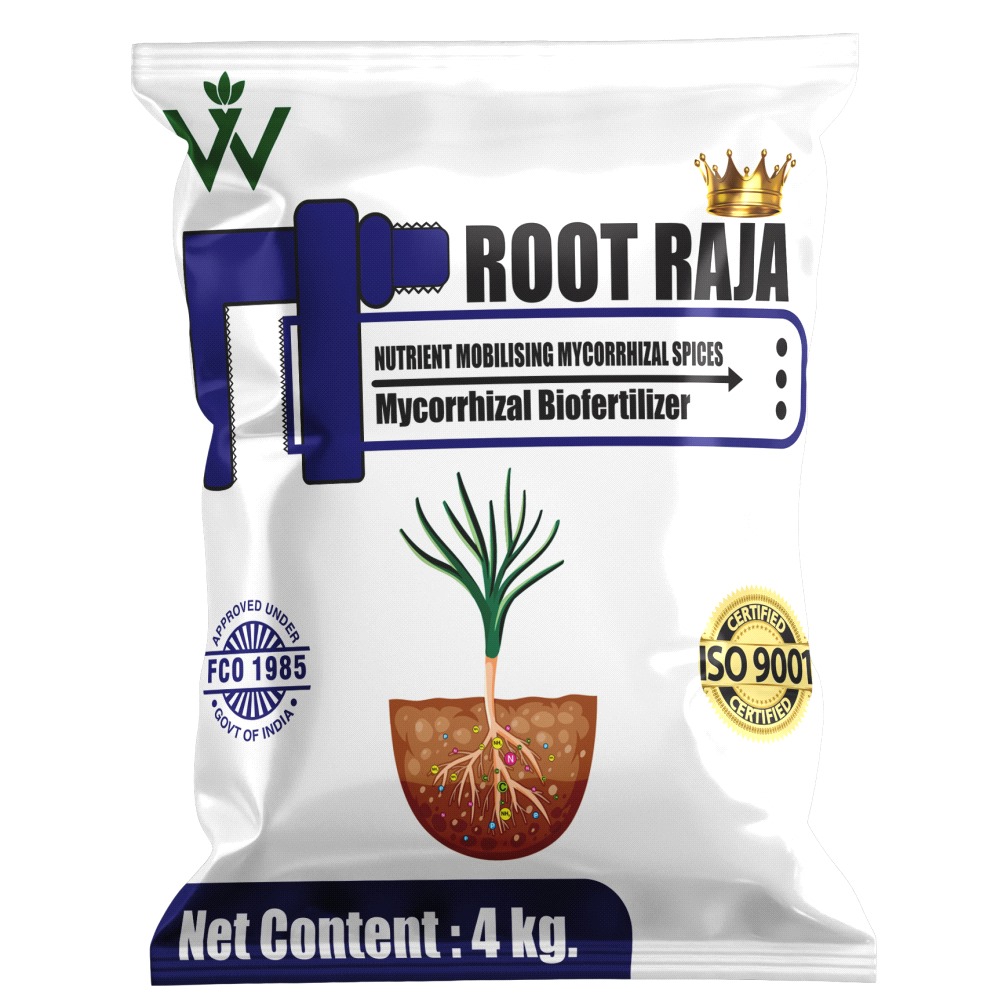 W
ROOT RAJA
NUTRIENT MOBILISING MYCORRHIZAL SPICES
Mycorrhizal Biofertilizer
APPROVED UNDER
FCO 1985
GOVT OF INDIA
CERTIFIED
ISO 9001
CERTIFIED
N
C
Net Content : 4 kg.